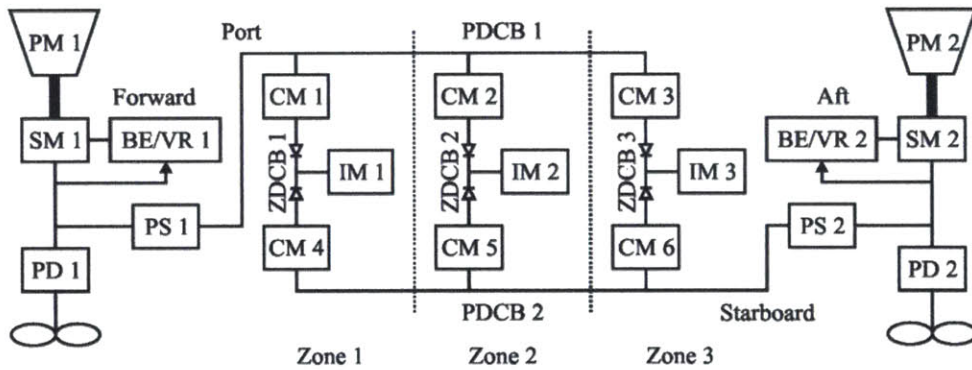 PM 1
Port
PDCB 1
PM 2
Forward
Aft
CM 1
CM 2
CM 3
SM 1
BE/VR 1
BE/VR 2
SM 2
ZDCB 1
ZDCB 2
ZDCB 3
IM 1
IM 2
IM 3
PS 1
PS 2
CM 4
CM 5
CM 6
PD 1
PD 2
PDCB 2
Starboard
Zone 1
Zone 2
Zone 3